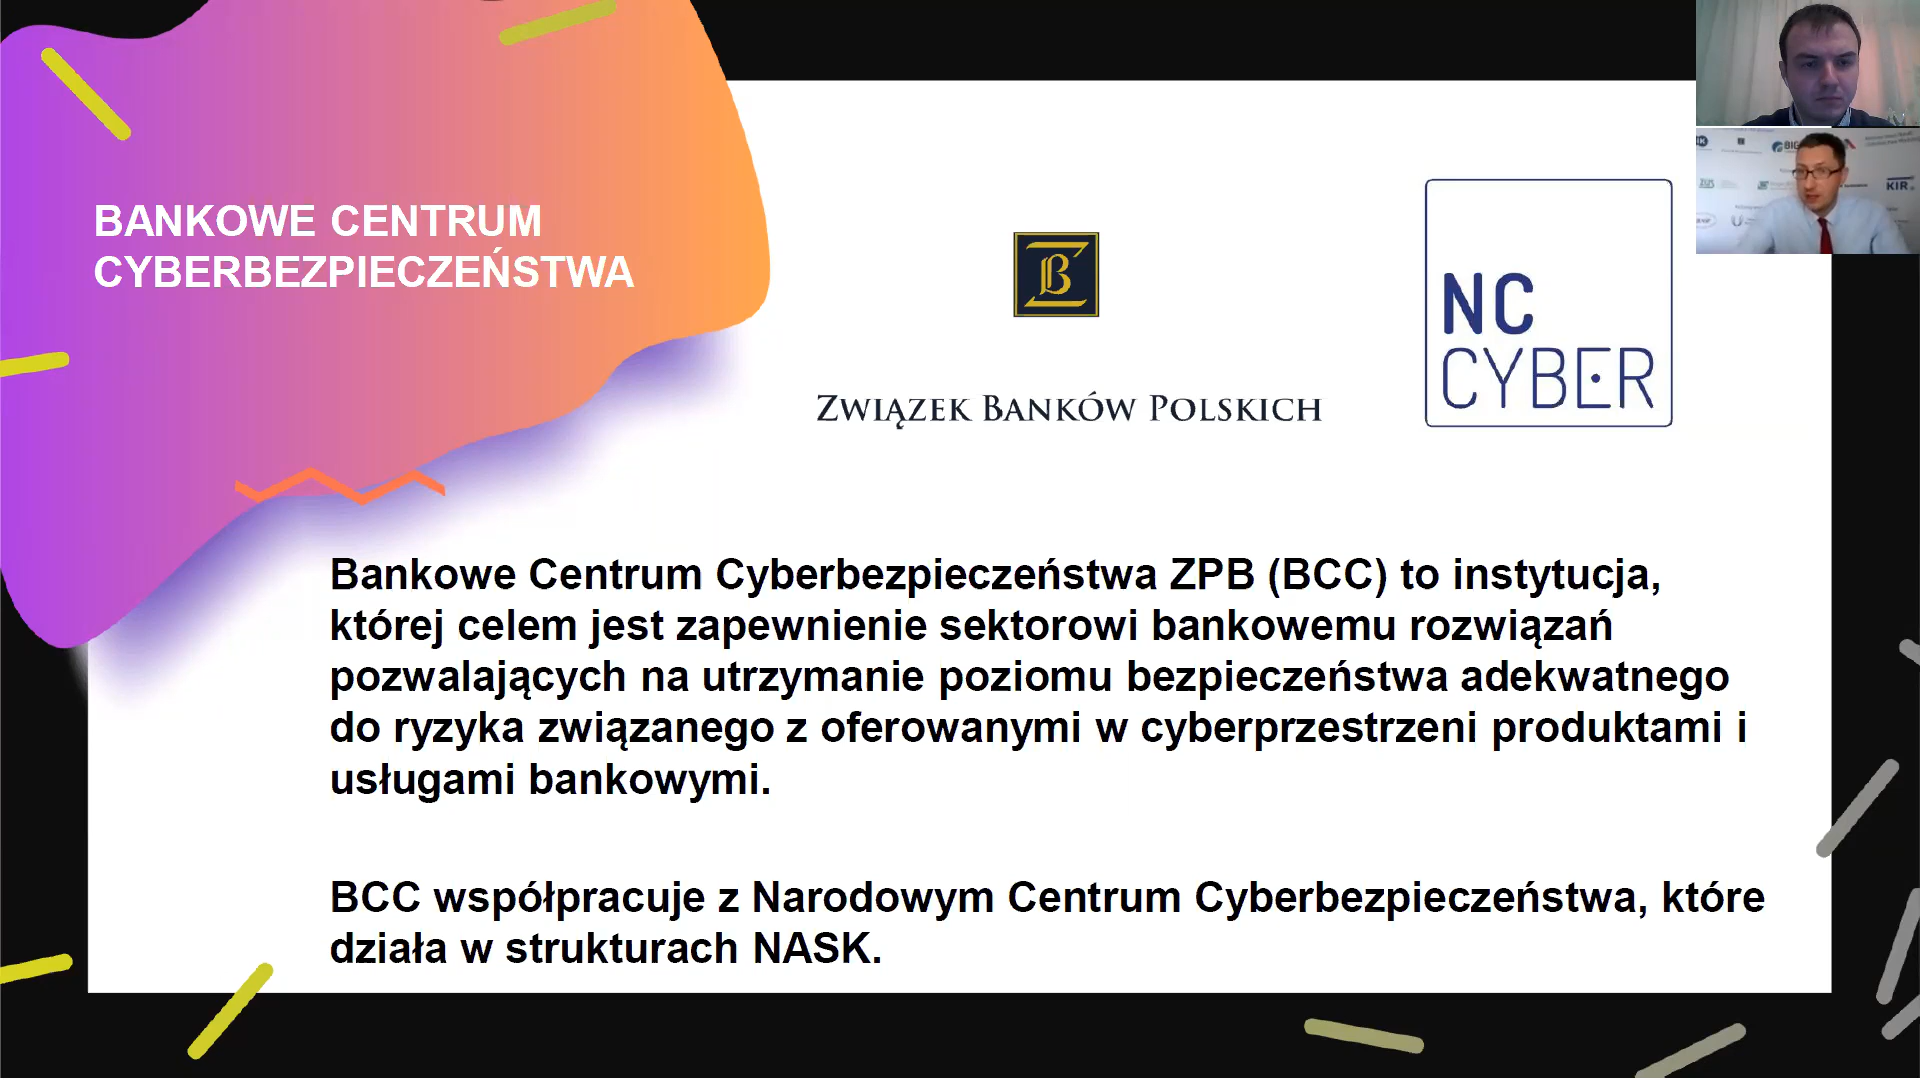 BANKOWE CENTRUM
CYBERBEZPIECZEŃSTWA
B
ZWIĄZEK BANKÓW POLSKICH
NC
CYBER
BIG
KIR
Bankowe Centrum Cyberbezpieczeństwa ZPB (BCC) to instytucja,
której celem jest zapewnienie sektorowi bankowemu rozwiązań
pozwalających na utrzymanie poziomu bezpieczeństwa adekwatnego
do ryzyka związanego z oferowanymi w cyberprzestrzeni produktami i
usługami bankowymi.
BCC współpracuje z Narodowym Centrum Cyberbezpieczeństwa, które
działa w strukturach NASK.